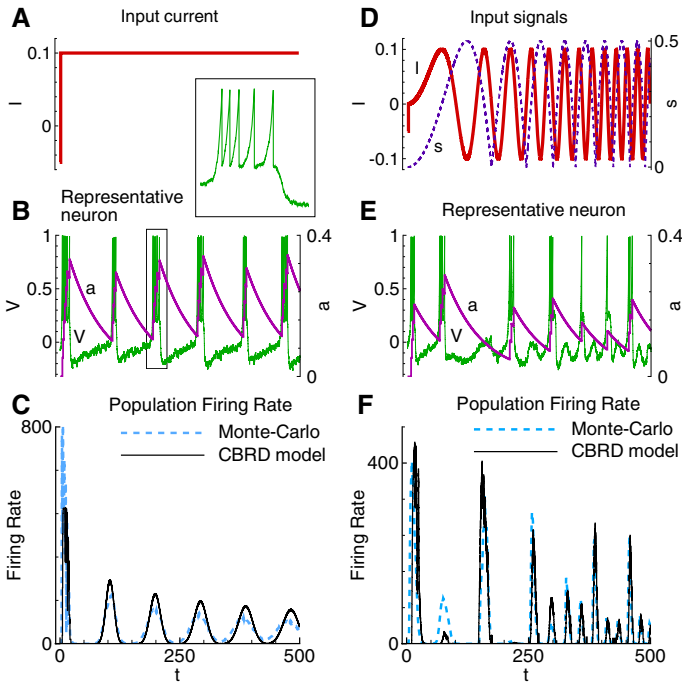 A
Input current
0.1
0
I
D
Input signals
0.1
0
-0.1
I
I
s
0.5
0
s
B
Representative
neuron
1
0.5
0
V
a
V
0.4
0
a
E
Representative neuron
1
0.5
0
V
a
V
0.4
0
a
C
Population Firing Rate
Monte-Carlo
CBRD model
800
0
Firing Rate
0
250
500
t
F
Population Firing Rate
Monte-Carlo
CBRD model
400
0
Firing Rate
0
250
500
t